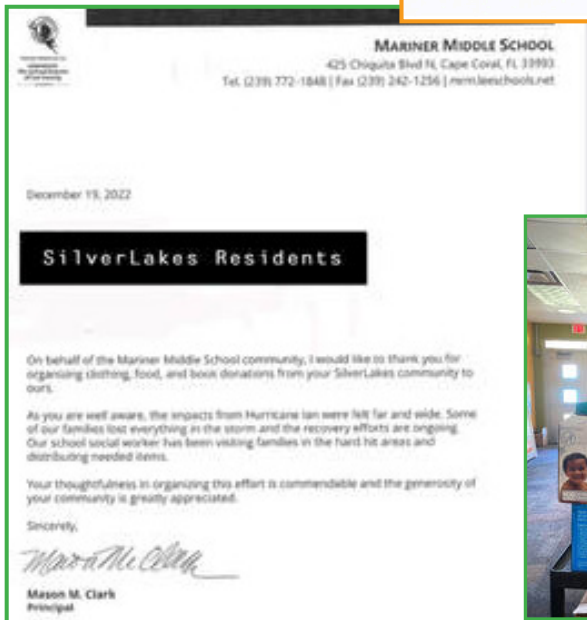 MARINER MIDDLE SCHOOL
425 Chiquita Blvd N, Cape Coral, FL 33993
Tel. (239) 772-1848 | Fax (239) 242-1256 | mrm.leeschools.net
December 19, 2022
SilverLakes Residents
On behalf of the Mariner Middle School community, I would like to thank you for
organizing clothing, food, and book donations from your SilverLakes community to
ours.
As you are well aware, the impacts from Hurricane Ian were felt far and wide. Some
of our families lost everything in the storm and the recovery efforts are ongoing.
Our school social worker has been visiting families in the hard hit areas and
distributing needed items.
Your thoughtfulness in organizing this effort is commendable and the generosity of
your community is greatly appreciated.
Sincerely,
Mason M. Clark
Mason M. Clark
Principal